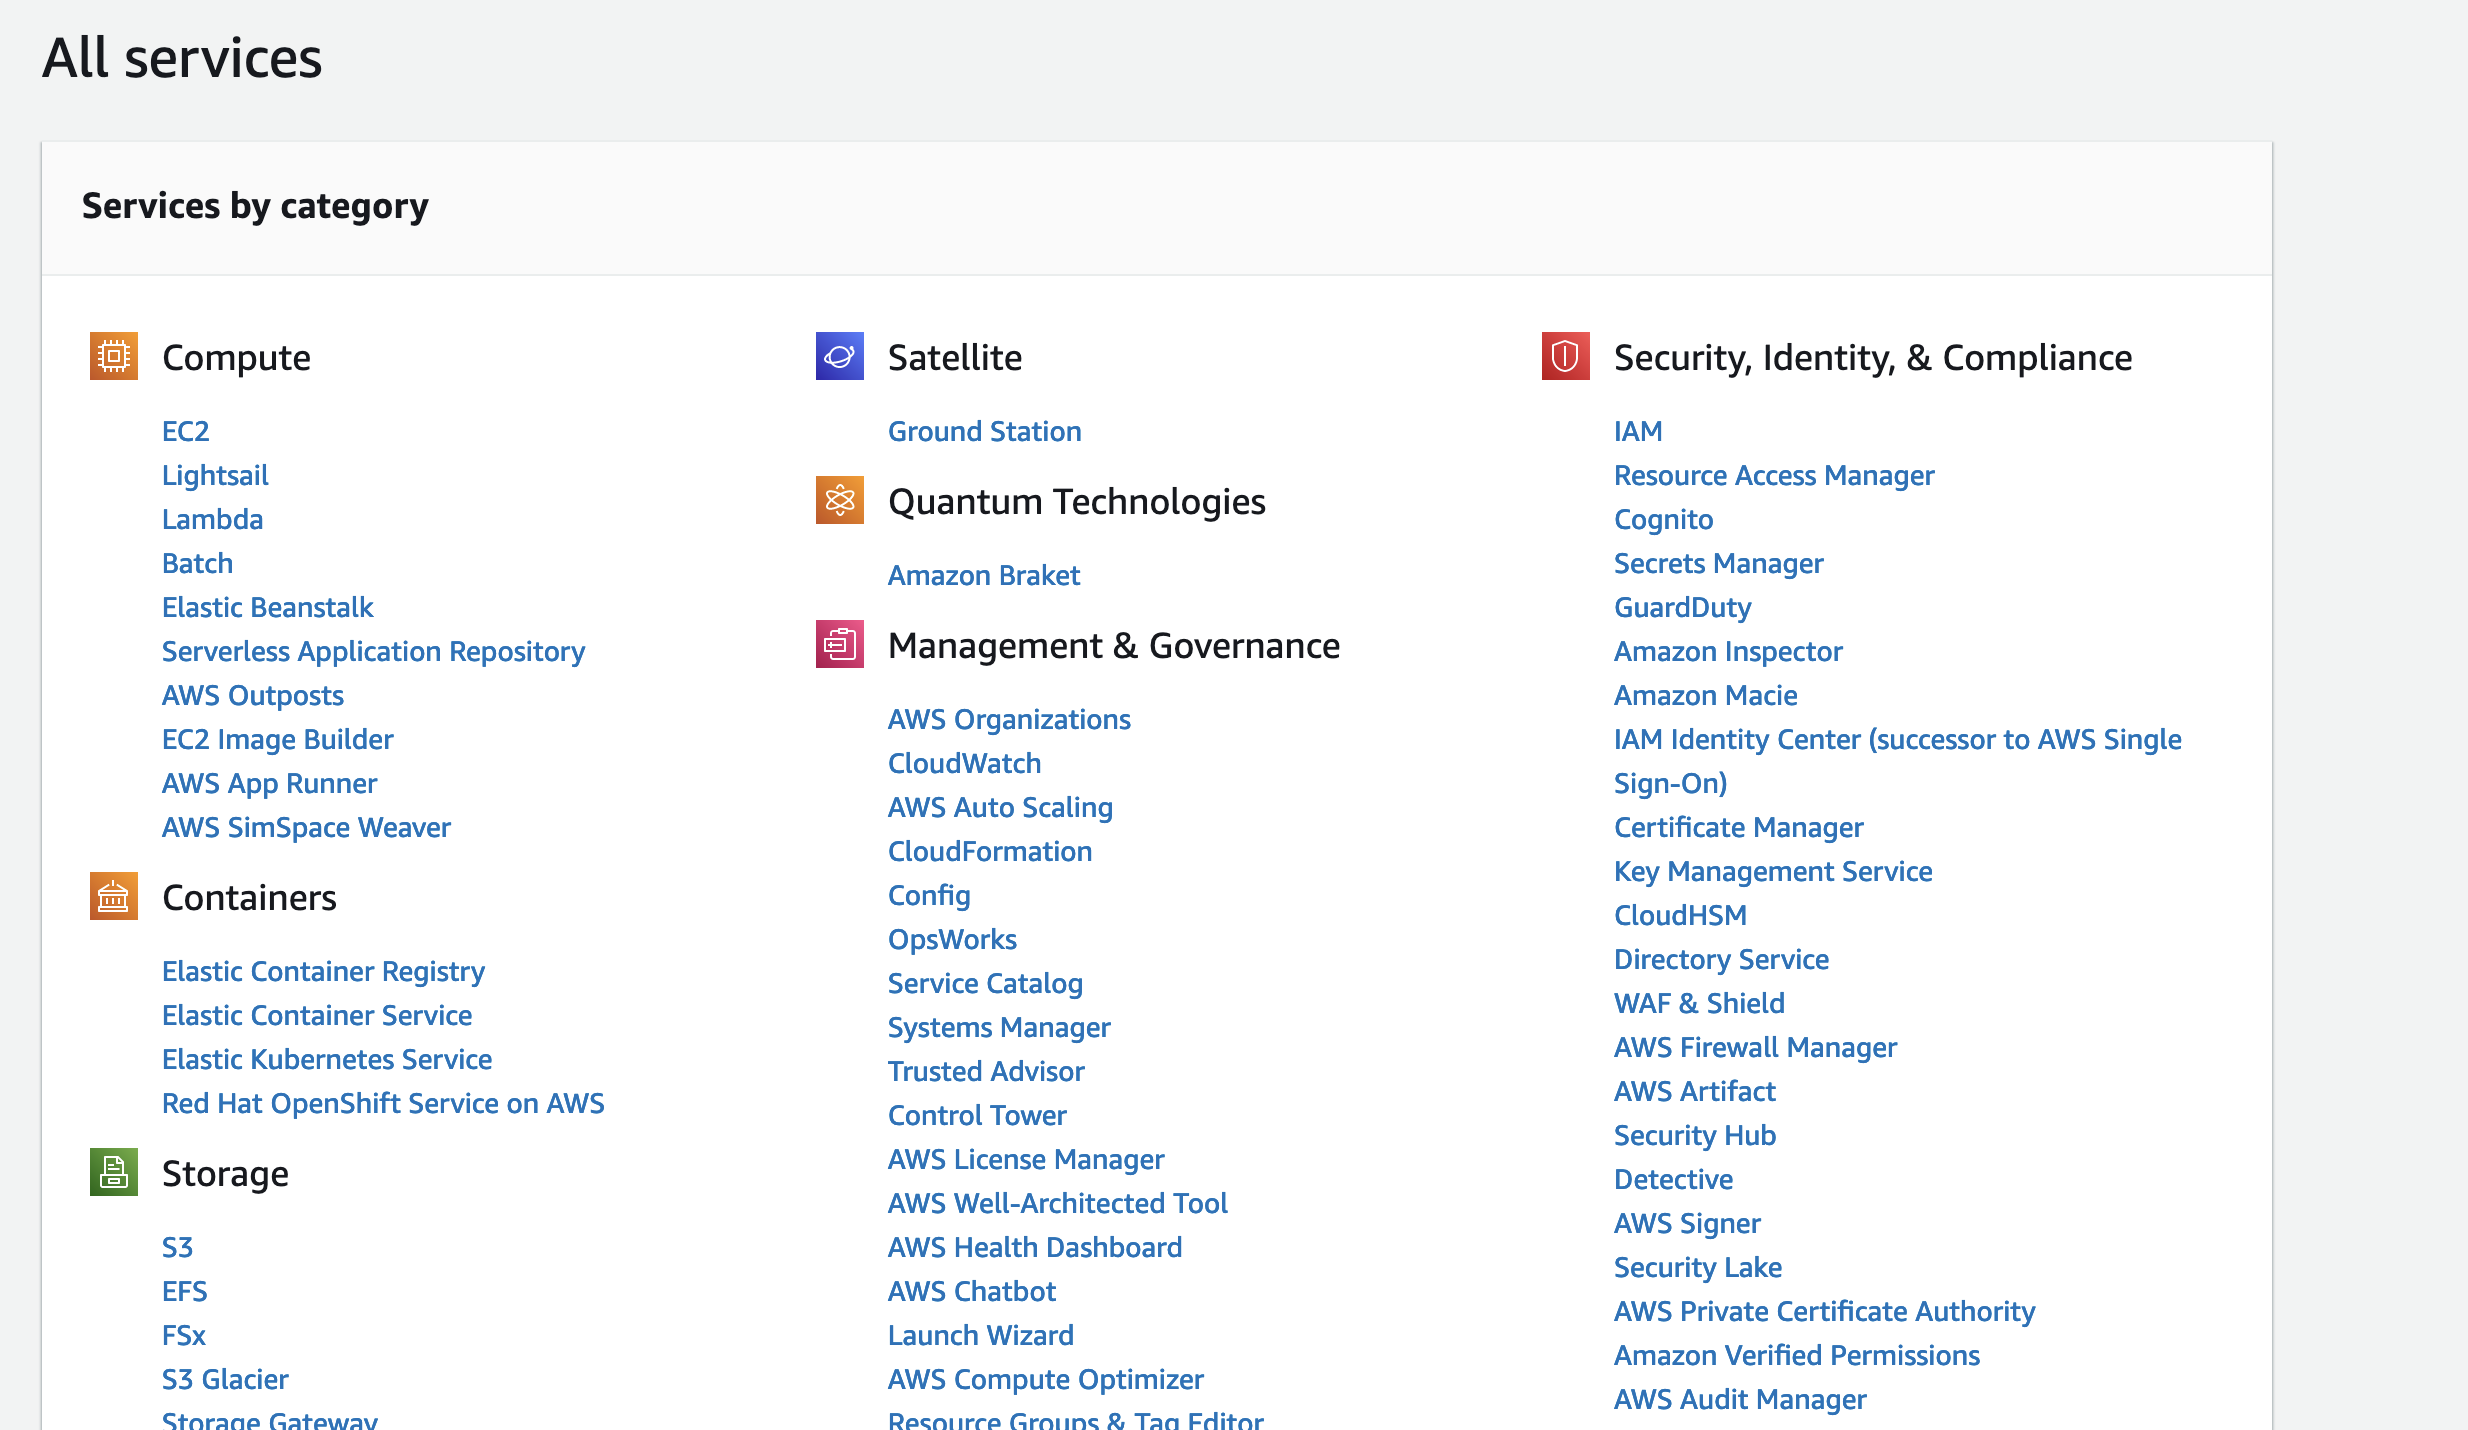 All services
Services by category
Compute
EC2
Lightsail
Lambda
Batch
Elastic Beanstalk
Serverless Application Repository
AWS Outposts
EC2 Image Builder
AWS App Runner
AWS SimSpace Weaver
Containers
Elastic Container Registry
Elastic Container Service
Elastic Kubernetes Service
Red Hat OpenShift Service on AWS
Storage
S3
EFS
FSx
S3 Glacier
Storage Gateway
Satellite
Ground Station
Quantum Technologies
Amazon Braket
Management & Governance
AWS Organizations
CloudWatch
AWS Auto Scaling
CloudFormation
Config
OpsWorks
Service Catalog
Systems Manager
Trusted Advisor
Control Tower
AWS License Manager
AWS Well-Architected Tool
AWS Health Dashboard
AWS Chatbot
Launch Wizard
AWS Compute Optimizer
Resource Groups & Tag Editor
Security, Identity, & Compliance
IAM
Resource Access Manager
Cognito
Secrets Manager
GuardDuty
Amazon Inspector
Amazon Macie
IAM Identity Center (successor to AWS Single
Sign-On)
Certificate Manager
Key Management Service
CloudHSM
Directory Service
WAF & Shield
AWS Firewall Manager
AWS Artifact
Security Hub
Detective
AWS Signer
Security Lake
AWS Private Certificate Authority
Amazon Verified Permissions
AWS Audit Manager